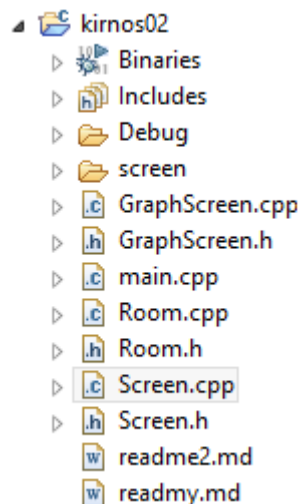 kirnos02
Binaries
Includes
Debug
screen
GraphScreen.cpp
GraphScreen.h
main.cpp
Room.cpp
Room.h
Screen.cpp
Screen.h
readme2.md
readmy.md